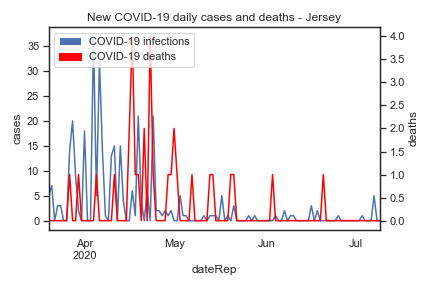 New COVID-19 daily cases and deaths - Jersey
COVID-19 infections
COVID-19 deaths
cases
35
30
25
20
15
10
5
0
deaths
4.0
3.5
3.0
2.5
2.0
1.5
1.0
0.5
0.0
Apr
2020
May
Jun
Jul
dateRep